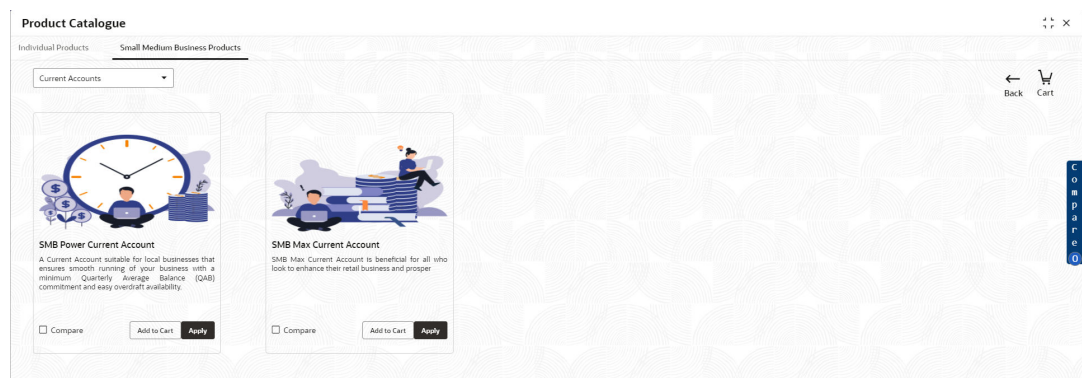 Product Catalogue
Individual Products
Small Medium Business Products
Current Accounts
Back
Cart
SMB Power Current Account
A Current Account suitable for local businesses that
ensures smooth running of your business with a
minimum Quarterly Average Balance (QAB)
commitment and easy overdraft availability.
Compare
Add to Cart
Apply
SMB Max Current Account
SMB Max Current Account is beneficial for all who
look to enhance their retail business and prosper
Compare
Add to Cart
Apply
Compare
0